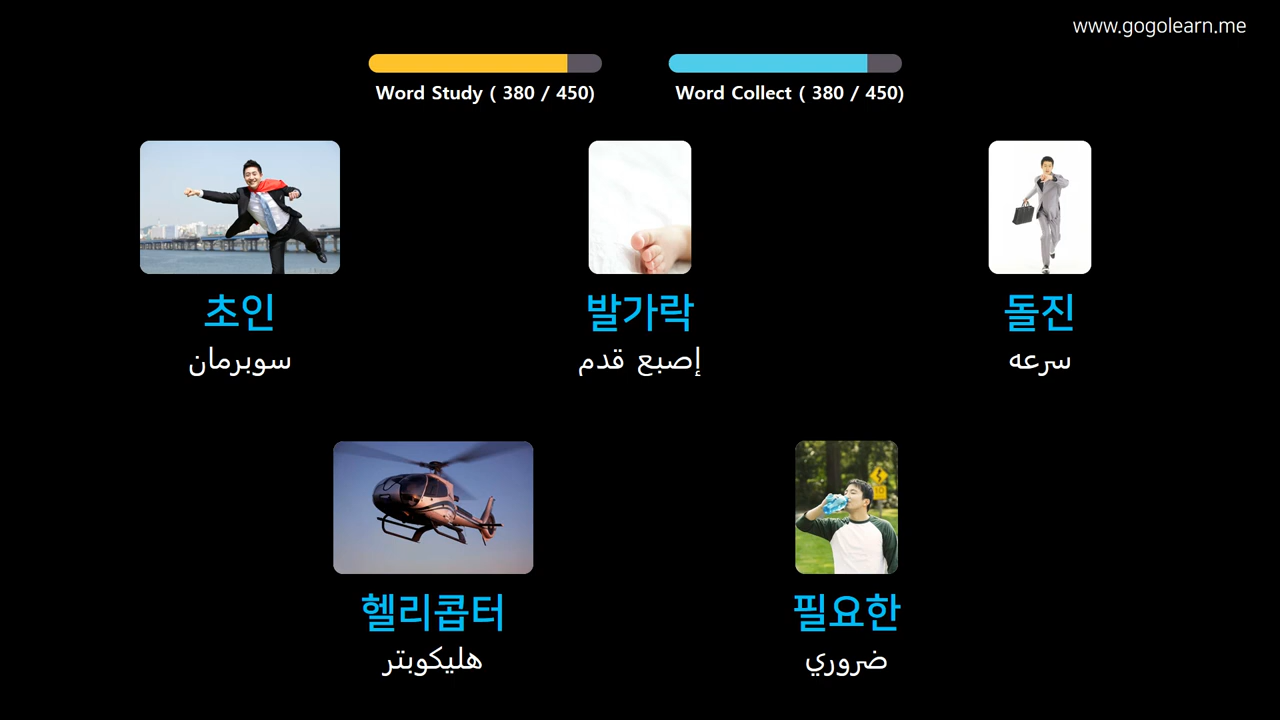 www.gogolearn.me
Word Study ( 380 / 450)
Word Collect ( 380 / 450)
초인
سوبرمان
발가락
إصبع قدم
돌진
سرعه
헬리콥터
هليكوبتر
필요한
ضروري